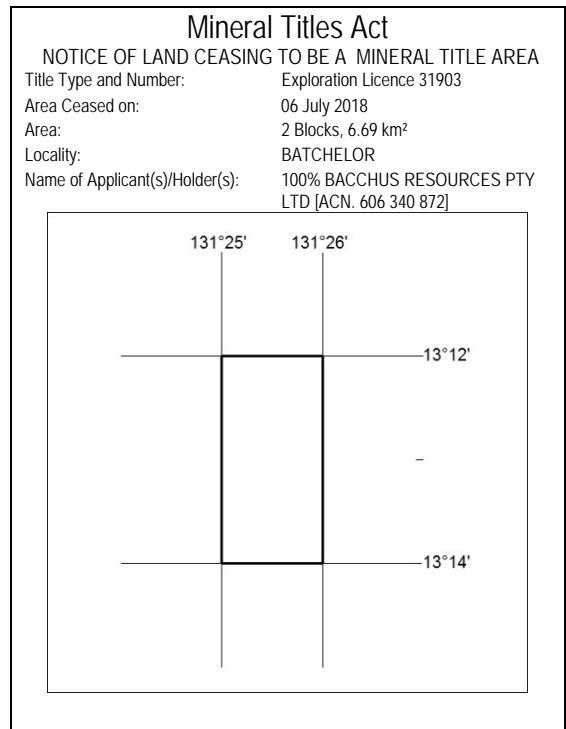 Mineral Titles Act
NOTICE OF LAND CEASING TO BE A MINERAL TITLE AREA
Title Type and Number: Exploration Licence 31903
Area Ceased on: 06 July 2018
Area: 2 Blocks, 6.69 km²
Locality: BATCHELOR
Name of Applicant(s)/Holder(s): 100% BACCHUS RESOURCES PTY
LTD [ACN. 606 340 872]
131°25' 131°26'
13°12'
13°14'